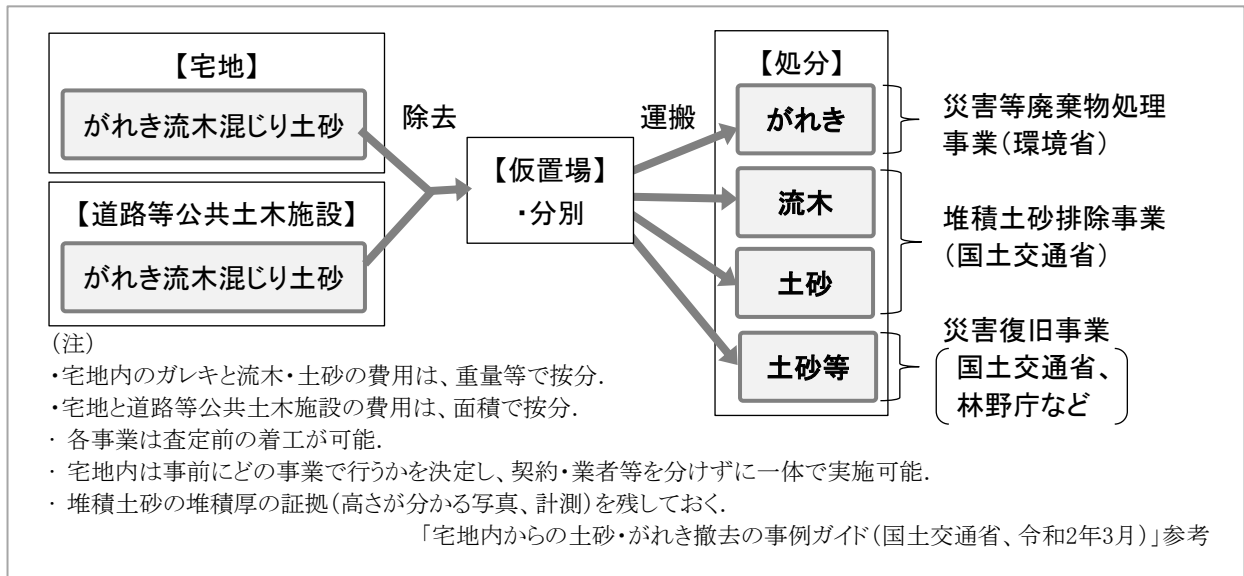 【宅地】
がれき流木混じり土砂
【道路等公共土木施設】
がれき流木混じり土砂
除去
【仮置場】
・分別
運搬
【処分】
がれき
流木
土砂
土砂等
災害等廃棄物処理
事業（環境省）
堆積土砂排除事業
（国土交通省）
災害復旧事業
国土交通省、
林野庁など
（注）
・宅地内のガレキと流木・土砂の費用は、重量等で按分.
・宅地と道路等公共土木施設の費用は、面積で按分.
· 各事業は査定前の着工が可能.
· 宅地内は事前にどの事業で行うかを決定し、契約・業者等を分けずに一体で実施可能.
· 堆積土砂の堆積厚の証拠（高さが分かる写真、計測）を残しておく.
「宅地内からの土砂・がれき撤去の事例ガイド（国土交通省、令和2年3月）」参考